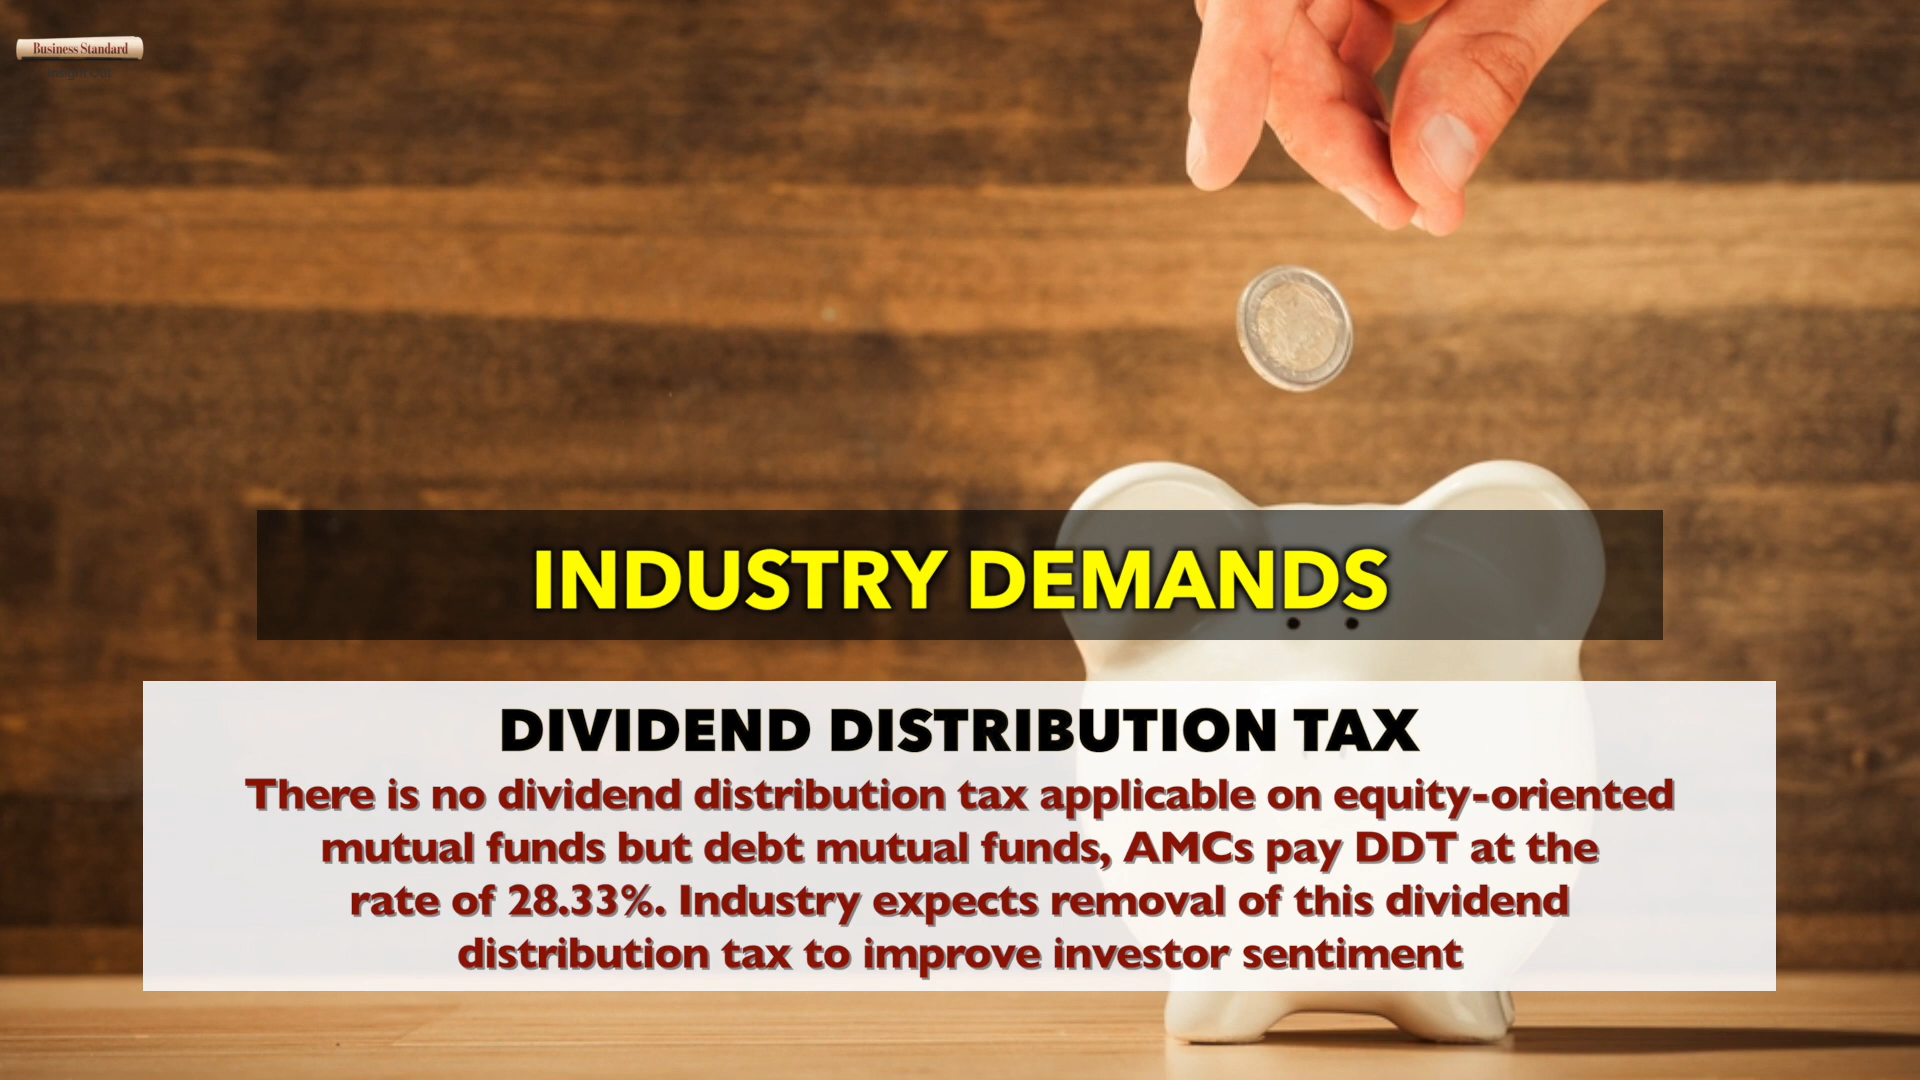 Business Standard
INDUSTRY DEMANDS
DIVIDEND DISTRIBUTION TAX
There is no dividend distribution tax applicable on equity-oriented
mutual funds but debt mutual funds, AMCs pay DDT at the
rate of 28.33%. Industry expects removal of this dividend
distribution tax to improve investor sentiment